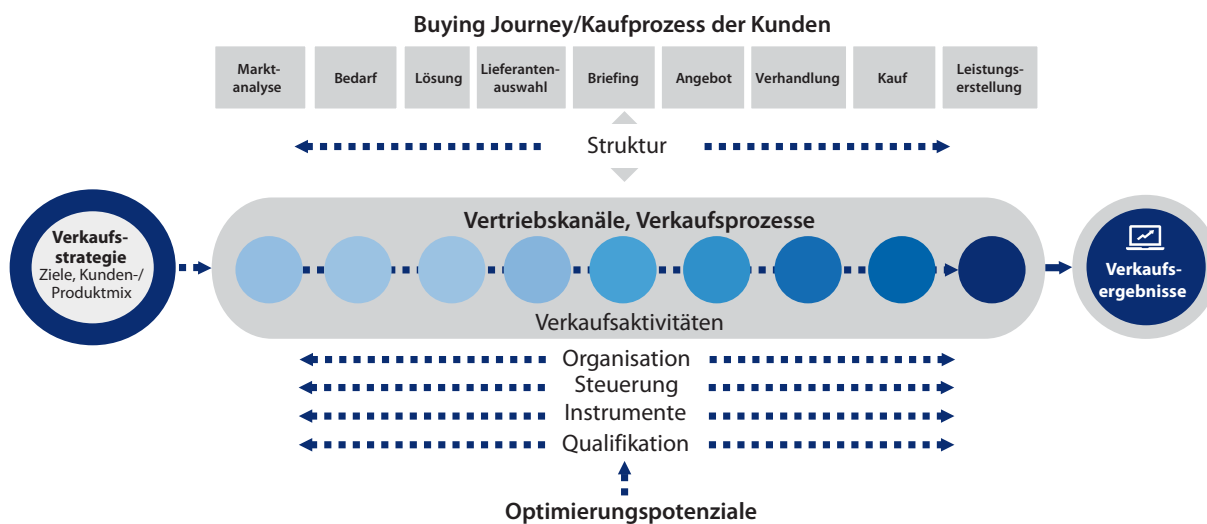 Buying Journey/Kaufprozess der Kunden
Markt-
analyse
Bedarf
Lösung
Lieferanten-
auswahl
Briefing
Angebot
Verhandlung
Kauf
Leistungs-
erstellung
Struktur
Verkaufs-
strategie
Ziele, Kunden-/
Produktmix
Vertriebskanäle, Verkaufsprozesse
Verkaufsaktivitäten
Verkaufs-
ergebnisse
Organisation
Steuerung
Instrumente
Qualifikation
Optimierungspotenziale